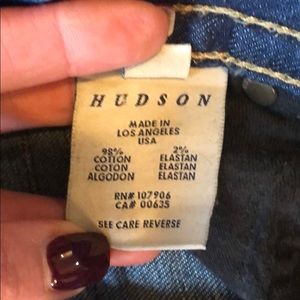 HUDSON
MADE IN
LOS ANGELES
USA
98% 2%
COTTON ELASTAN
COTTON ELASTAN
ALGODON ELASTAN
RN# 107906
CA# 00635
SEE CARE REVERSE